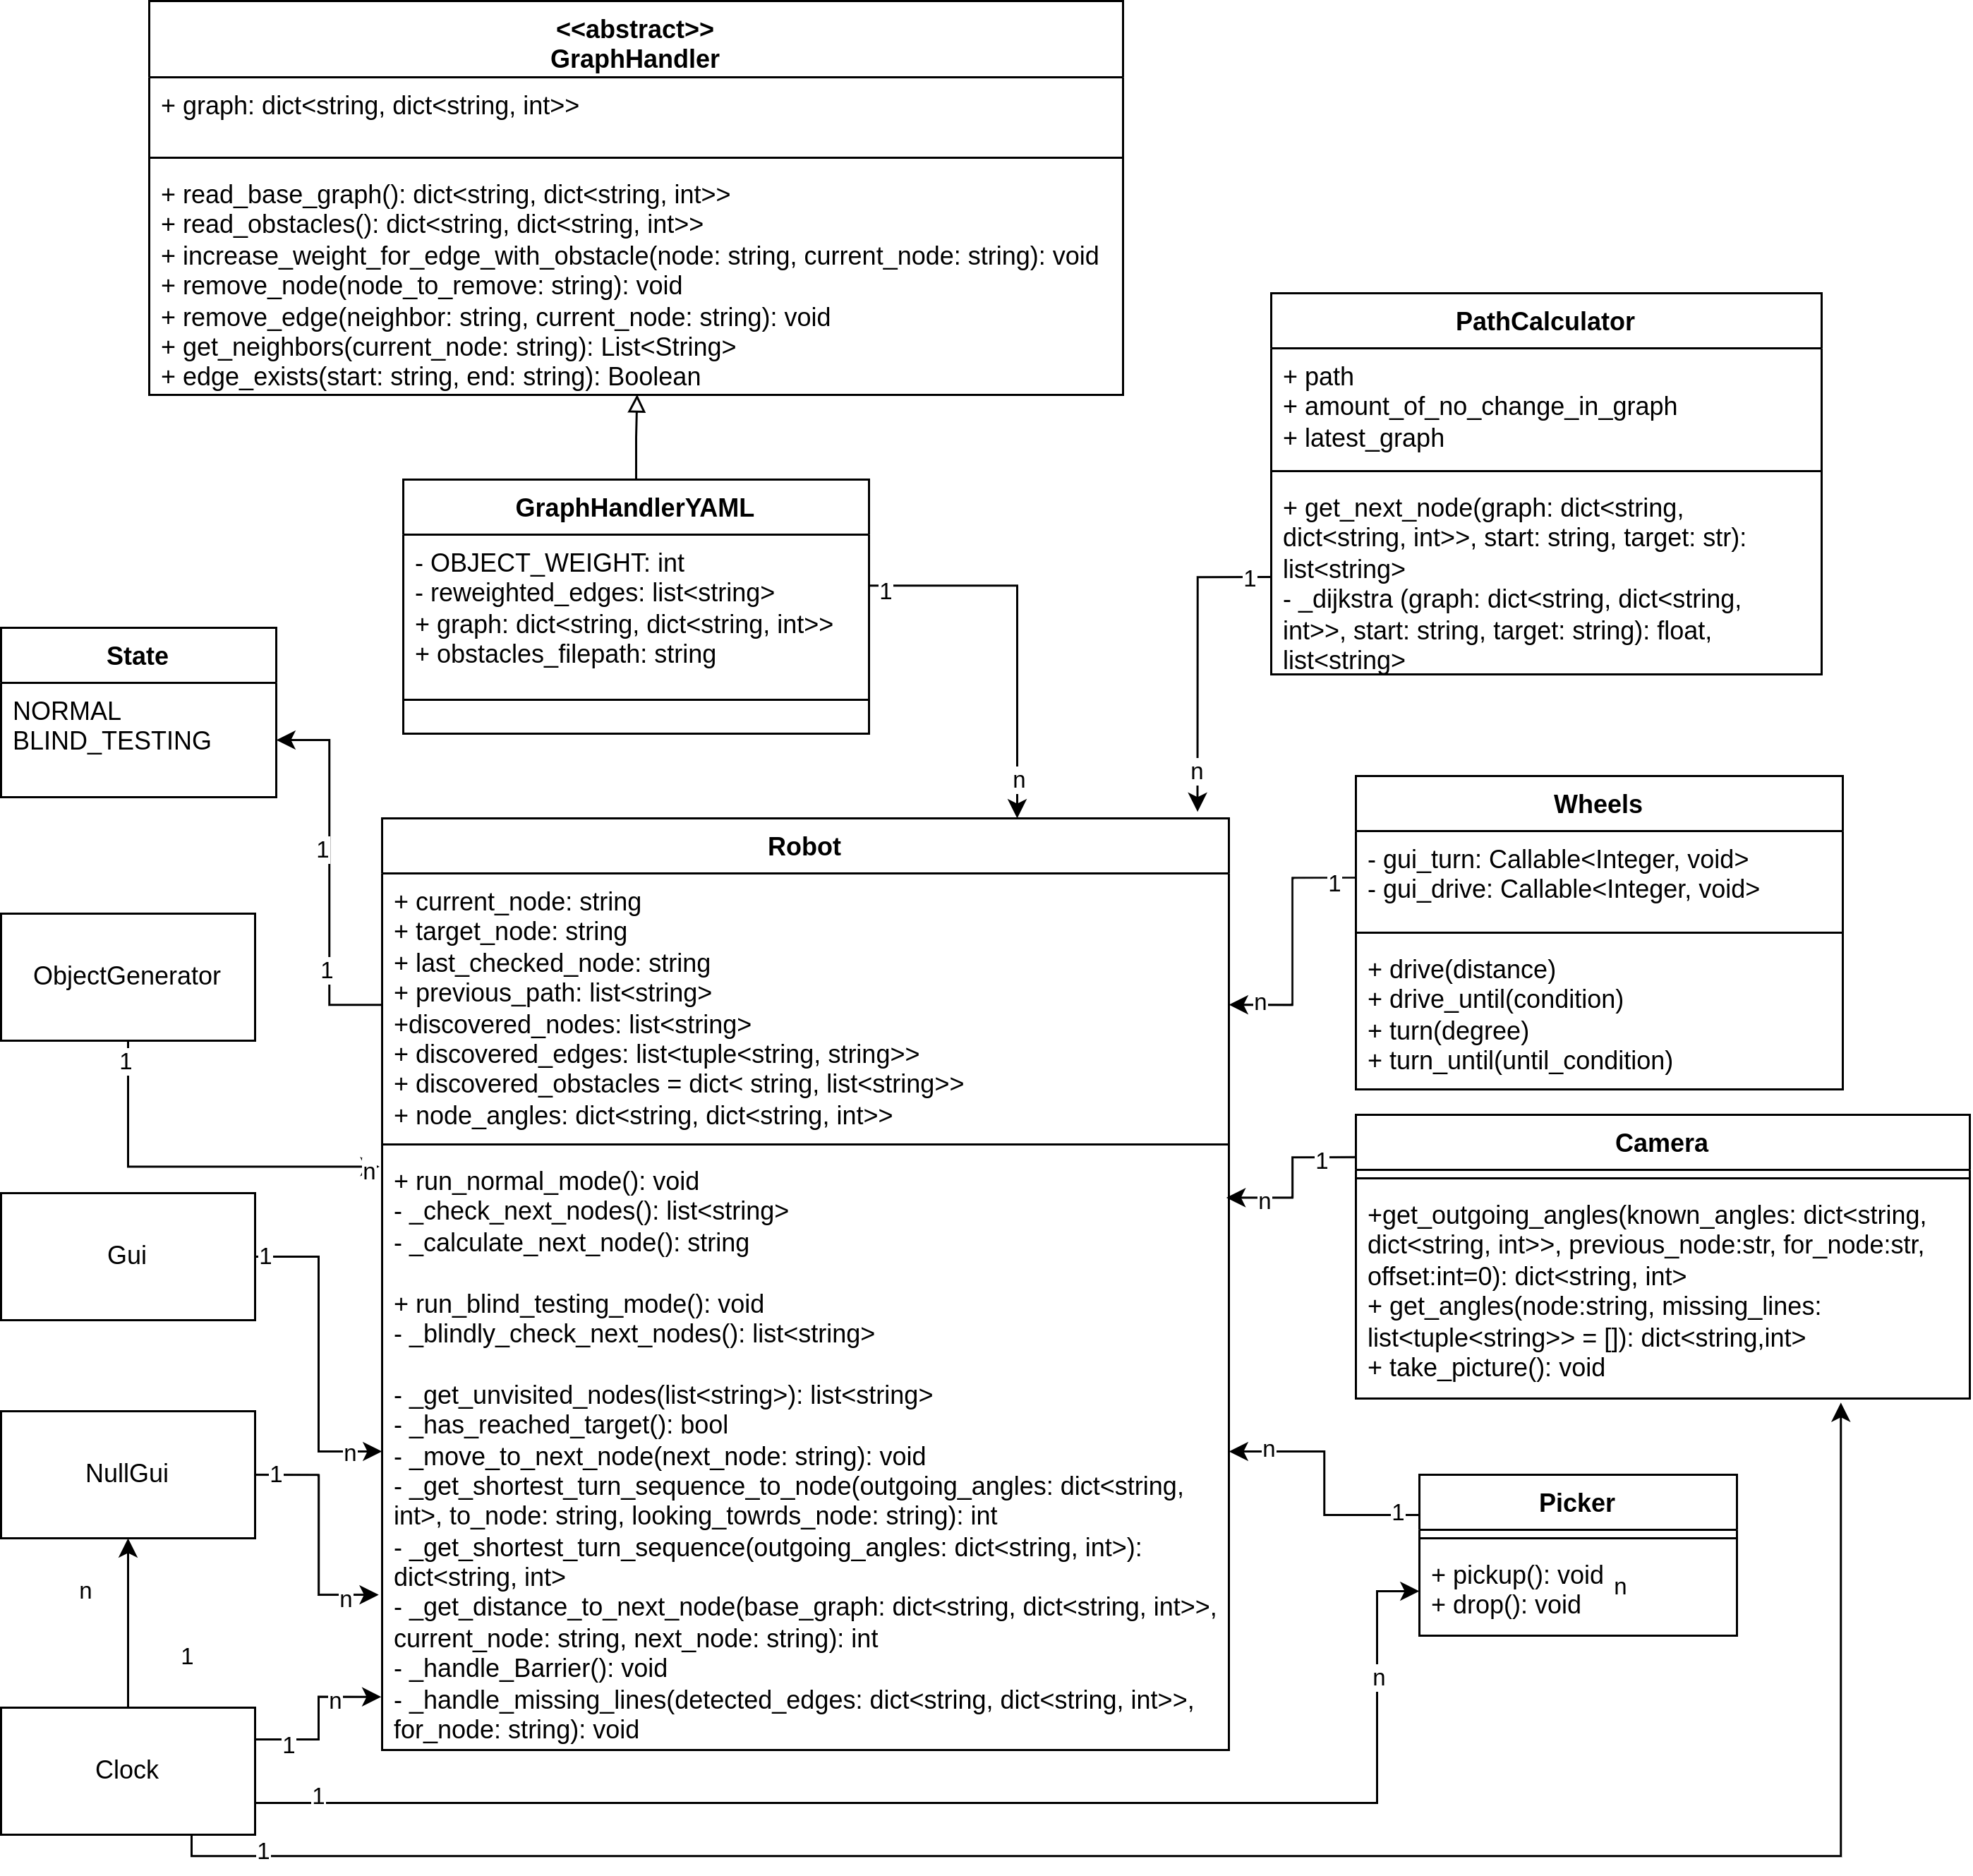 <<abstract>>
GraphHandler
+ graph: dict<string, dict<string, int>>
+ read_base_graph(): dict<string, dict<string, int>>
+ read_obstacles(): dict<string, dict<string, int>>
+ increase_weight_for_edge_with_obstacle(node: string, current_node: string): void
+ remove_node(node_to_remove: string): void
+ remove_edge(neighbor: string, current_node: string): void
+ get_neighbors(current_node: string): List<String>
+ edge_exists(start: string, end: string): Boolean
PathCalculator
+ path
+ amount_of_no_change_in_graph
+ latest_graph
+ get_next_node(graph: dict<string,
dict<string, int>>, start: string, target: str):
list<string>
- _dijkstra (graph: dict<string, dict<string,
int>>, start: string, target: string): float,
list<string>
1
n
GraphHandlerYAML
- OBJECT_WEIGHT: int
- reweighted_edges: list<string>
+ graph: dict<string, dict<string, int>>
+ obstacles_filepath: string
1
n
State
NORMAL
BLIND_TESTING
1
1
Robot
+ current_node: string
+ target_node: string
+ last_checked_node: string
+ previous_path: list<string>
+discovered_nodes: list<string>
+ discovered_edges: list<tuple<string, string>>
+ discovered_obstacles = dict< string, list<string>>
+ node_angles: dict<string, dict<string, int>>
+ run_normal_mode(): void
- _check_next_nodes(): list<string>
- _calculate_next_node(): string
+ run_blind_testing_mode(): void
- _blindly_check_next_nodes(): list<string>
- _get_unvisited_nodes(list<string>): list<string>
- _has_reached_target(): bool
- _move_to_next_node(next_node: string): void
- _get_shortest_turn_sequence_to_node(outgoing_angles: dict<string,
int>, to_node: string, looking_towrds_node: string): int
- _get_shortest_turn_sequence(outgoing_angles: dict<string, int>):
dict<string, int>
- _get_distance_to_next_node(base_graph: dict<string, dict<string, int>>,
current_node: string, next_node: string): int
- _handle_Barrier(): void
- _handle_missing_lines(detected_edges: dict<string, dict<string, int>>,
for_node: string): void
Wheels
- gui_turn: Callable<Integer, void>
- gui_drive: Callable<Integer, void>
+ drive(distance)
+ drive_until(condition)
+ turn(degree)
+ turn_until(until_condition)
1
n
Camera
+get_outgoing_angles(known_angles: dict<string,
dict<string, int>>, previous_node:str, for_node:str,
offset:int=0): dict<string, int>
+ get_angles(node:string, missing_lines:
list<tuple<string>> = []): dict<string,int>
+ take_picture(): void
1
n
Picker
+ pickup(): void
+ drop(): void
n
1
n
n
ObjectGenerator
1
n
Gui
1
n
NullGui
1
n
n
1
Clock
n
1
1
1